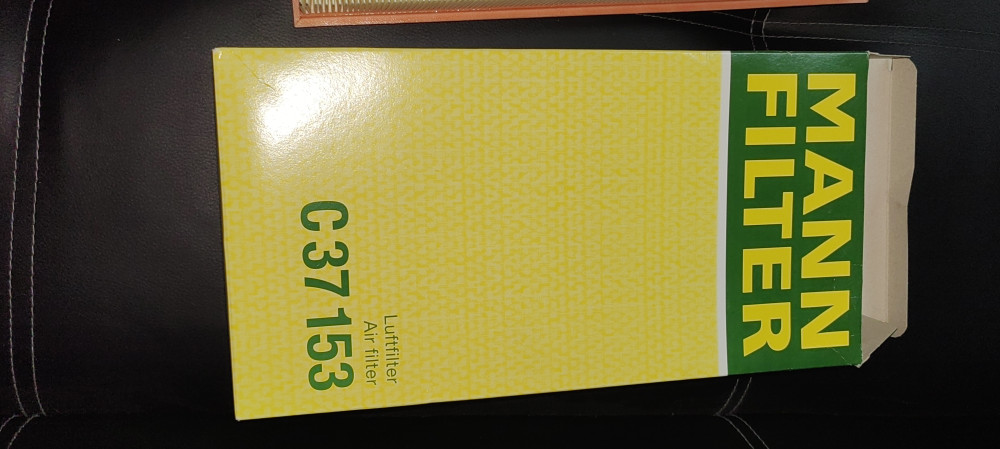 MANN
FILTER
Luftfilter
Air filter
C 37 153